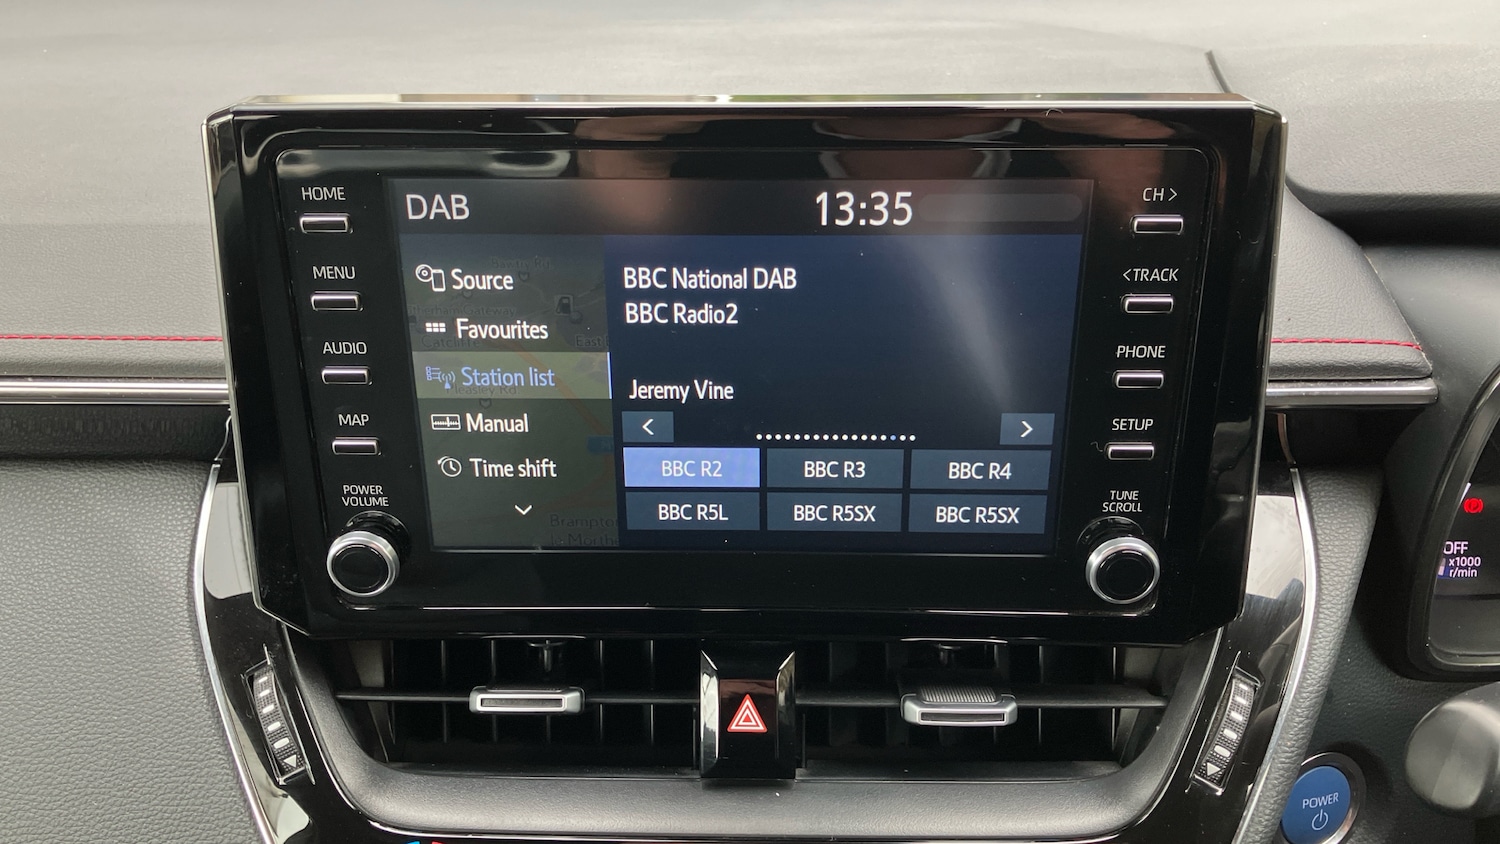 HOME
MENU
AUDIO
MAP
POWER
VOLUME
DAB
13:35
Source
Favourites
Station list
Manual
Time shift
BBC National DAB
BBC Radio2
Jeremy Vine
BBC R2
BBC R3
BBC R4
BBC R5L
BBC R5SX
BBC R5SX
Brampton
CH >
<TRACK
PHONE
SETUP
TUNE
SCROLL
OFF
x1000
r/min
POWER